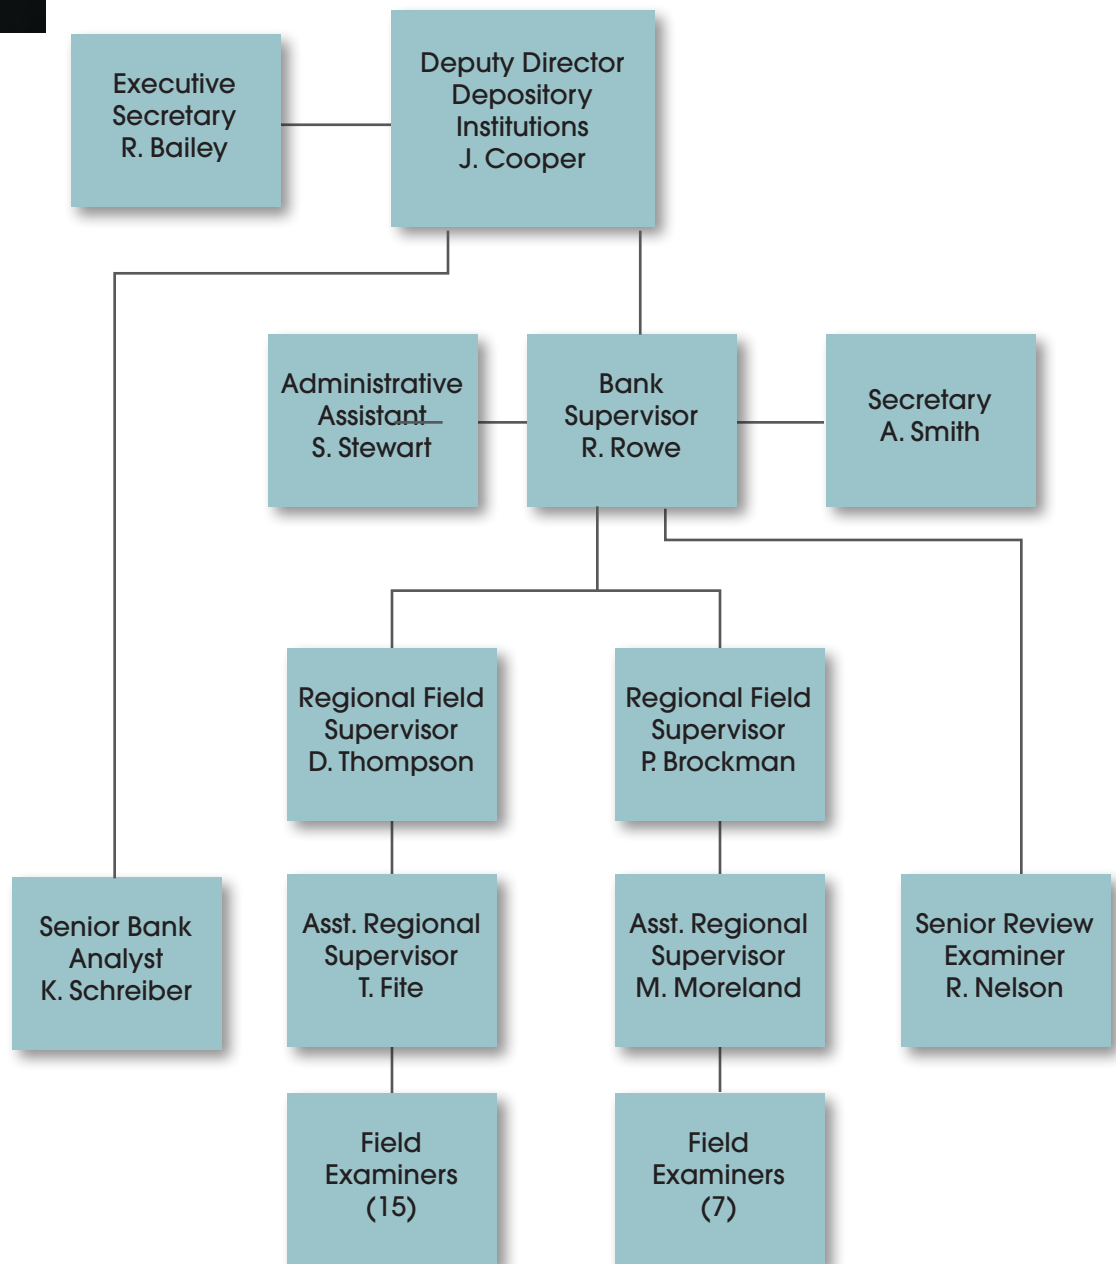 Executive
Secretary
R. Bailey
Deputy Director
Depository
Institutions
J. Cooper
Administrative
Assistant
S. Stewart
Bank
Supervisor
R. Rowe
Secretary
A. Smith
Regional Field
Supervisor
D. Thompson
Regional Field
Supervisor
P. Brockman
Senior Bank
Analyst
K. Schreiber
Asst. Regional
Supervisor
T. Fite
Asst. Regional
Supervisor
M. Moreland
Senior Review
Examiner
R. Nelson
Field
Examiners
(15)
Field
Examiners
(7)